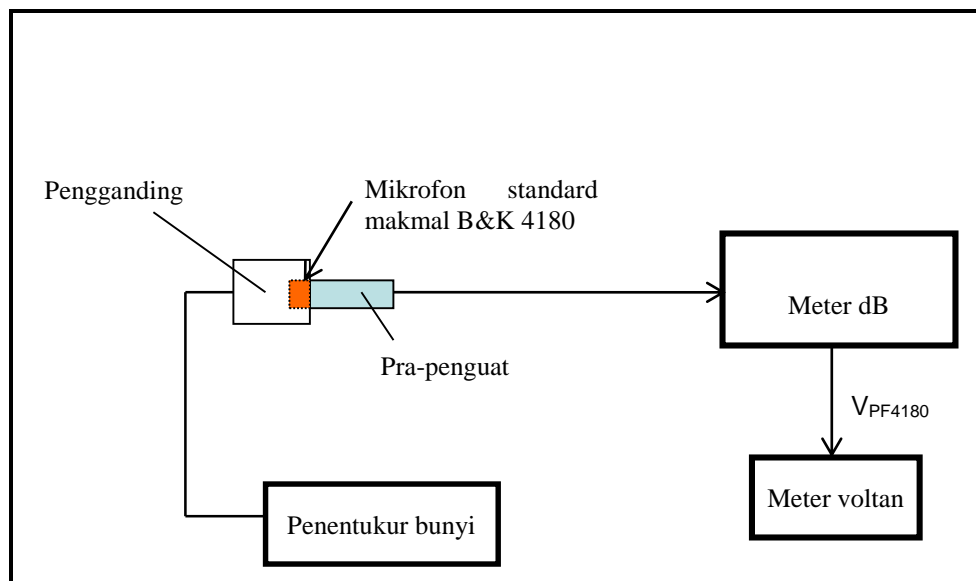 Pengganding
Mikrofon standard
makmal B&K 4180
Meter dB
Pra-penguat
VPF4180
Meter voltan
Penentukur bunyi